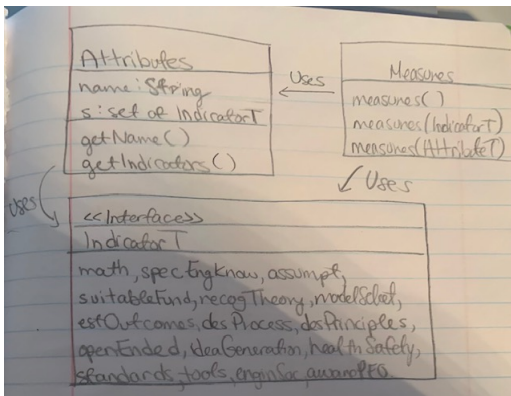 Attributes
name : String
s : set of IndicatorT
getName()
getIndicators()
Uses
Measures
measures()
measures(IndicatorT)
measures(AttributeT)
Uses
Uses
<<Interface>>
IndicatorT
math, specEngKnow, assumpt,
suitableFund, recogTheory, modelSelect,
estOutcomes, desProcess, desPrinciples,
openEnded, ideaGeneration, healthSafety,
standards, tools, engInSoc, awarePEO